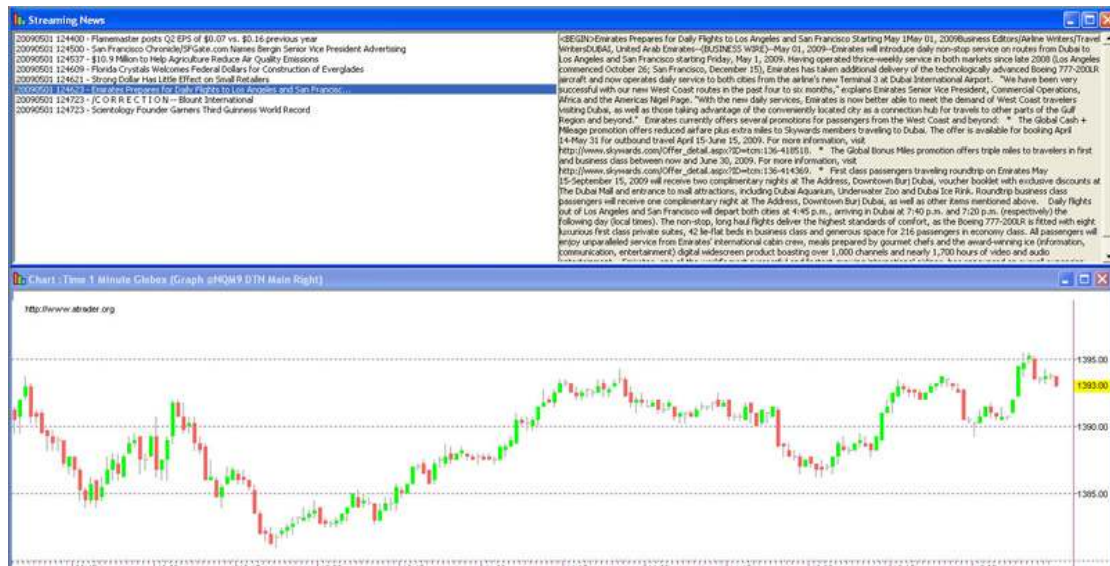 Streaming News
20090501 124400 - Flamemaster posts Q2 EPS of $0.07 vs. $0.16 previous year
20090501 124500 - San Francisco Chronicle/SFGate.com Names Bergin Senior Vice President Advertising
20090501 124537 - $10.9 Million to Help Agriculture Reduce Air Quality Emissions
20090501 124609 - Florida Crystals Welcomes Federal Dollars for Construction of Everglades
20090501 124621 - Strong Dollar Has Little Effect on Small Retailers
20090501 124623 - Emirates Prepares for Daily Flights to Los Angeles and San Francisc...
20090501 124723 - /C O R R E C T I O N -- Blount International
20090501 124723 - Scientology Founder Garners Third Guinness World Record
<BEGIN>Emirates Prepares for Daily Flights to Los Angeles and San Francisco Starting May 1May 01, 2009Business Editors/Airline Writers/Travel
WritersDUBAI, United Arab Emirates--(BUSINESS WIRE)--May 01, 2009--Emirates will introduce daily non-stop service on routes from Dubai to
Los Angeles and San Francisco starting Friday, May 1, 2009. Having operated thrice-weekly service in both markets since late 2008 (Los Angeles
commenced October 26; San Francisco, December 15), Emirates has taken additional delivery of the technologically advanced Boeing 777-200LR
aircraft and now operates daily service to both cities from the airline's new Terminal 3 at Dubai International Airport. "We have been very
successful with our new West Coast routes in the past four to six months," explains Emirates Senior Vice President, Commercial Operations,
Africa and the Americas Nigel Page. "With the new daily services, Emirates is now better able to meet the demand of West Coast travelers
visiting Dubai, as well as those taking advantage of the conveniently located city as a connection hub for travels to other parts of the Gulf
Region and beyond." Emirates currently offers several promotions for passengers from the West Coast and beyond: * The Global Cash +
Mileage promotion offers reduced airfare plus extra miles to Skywards members traveling to Dubai. The offer is available for booking April
14-May 31 for outbound travel April 15-June 15, 2009. For more information, visit
http://www.skywards.com/Offer_detail.aspx?ID=tcm:136-418518. * The Global Bonus Miles promotion offers triple miles to travelers in first
and business class between now and June 30, 2009. For more information, visit
http://www.skywards.com/Offer_detail.aspx?ID=tcm:136-414369. * First class passengers traveling roundtrip on Emirates May
15-September 15, 2009 will receive two complimentary nights at The Address, Downtown Burj Dubai, voucher booklet with exclusive discounts at
The Dubai Mall and entrance to mall attractions, including Dubai Aquarium, Underwater Zoo and Dubai Ice Rink. Roundtrip business class
passengers will receive one complimentary night at The Address, Downtown Burj Dubai, as well as other items mentioned above. Daily flights
out of Los Angeles and San Francisco will depart both cities at 4:45 p.m., arriving in Dubai at 7:40 p.m. and 7:20 p.m. (respectively) the
following day (local times). The non-stop, long haul flights deliver the highest standards of comfort, as the Boeing 777-200LR is fitted with eight
luxurious first class private suites, 42 lie-flat beds in business class and generous space for 216 passengers in economy class. All passengers will
enjoy unparalleled service from Emirates' international cabin crew, meals prepared by gourmet chefs and the award-winning ice (information,
communication, entertainment) digital widescreen product boasting over 1,000 channels and nearly 1,700 hours of video and audio
Chart : Time 1 Minute Globex (Graph @NQM9 DTN Main Right)
http://www.atrader.org
1395.00
1393.00
1390.00
1385.00